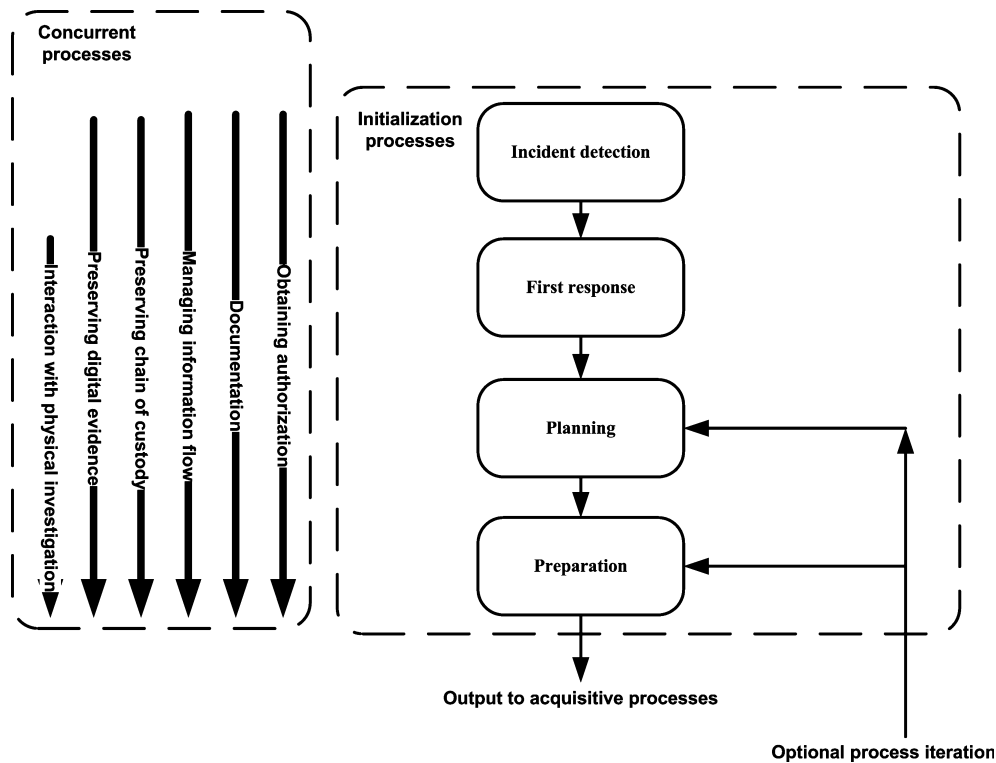 Concurrent
processes
Interaction with physical investigation
Preserving digital evidence
Preserving chain of custody
Managing information flow
Documentation
Obtaining authorization
Initialization
processes
Incident detection
First response
Planning
Preparation
Output to acquisitive processes
Optional process iteration